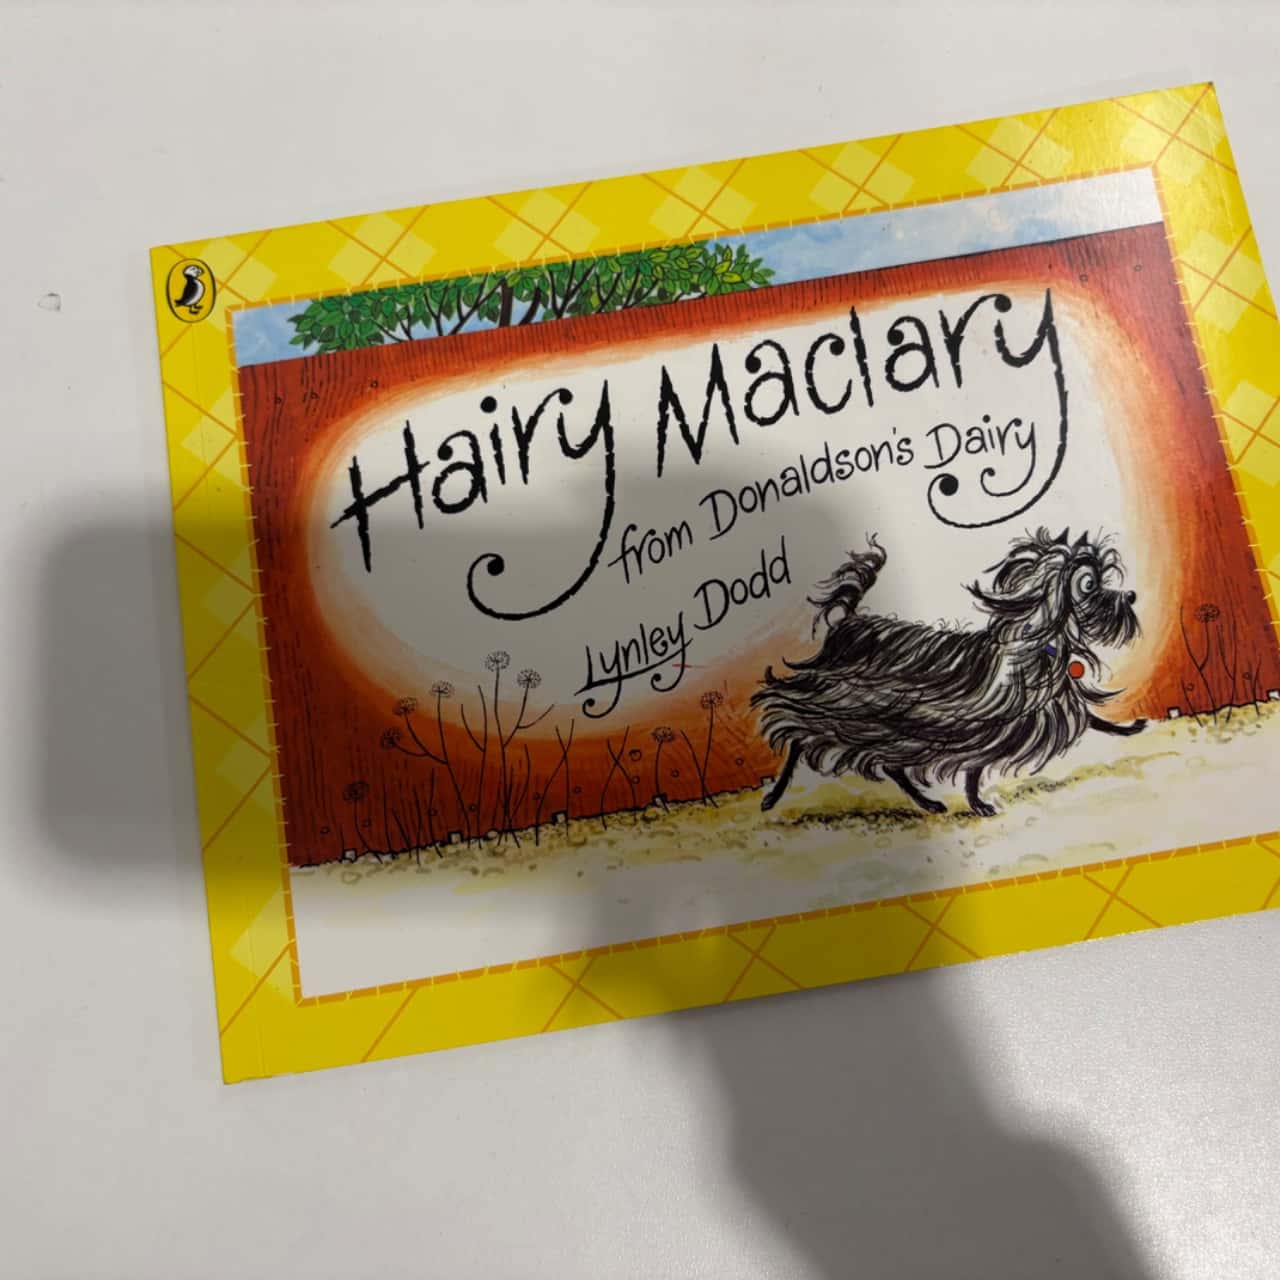 Hairy Maclary
from Donaldson's Dairy
Lynley Dodd